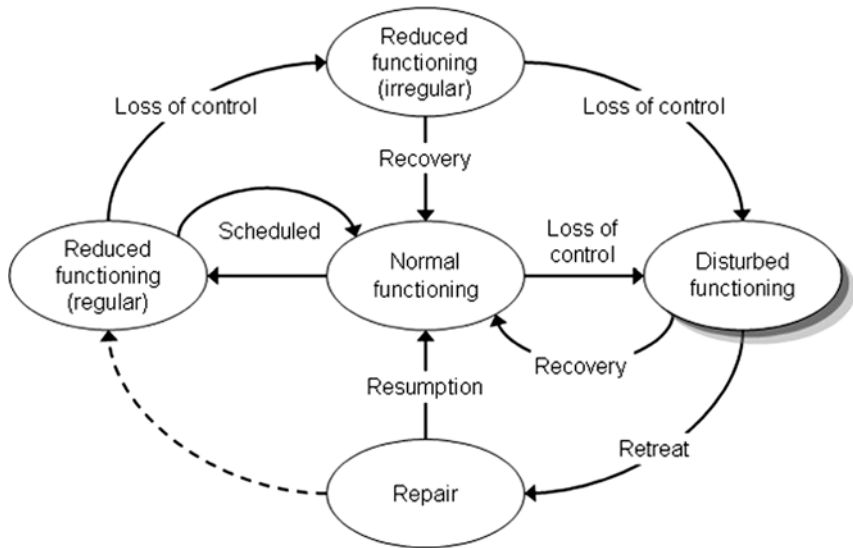 Reduced
functioning
(irregular)
Loss of control
Loss of control
Recovery
Scheduled
Loss of
control
Reduced
functioning
(regular)
Normal
functioning
Disturbed
functioning
Resumption
Recovery
Retreat
Repair